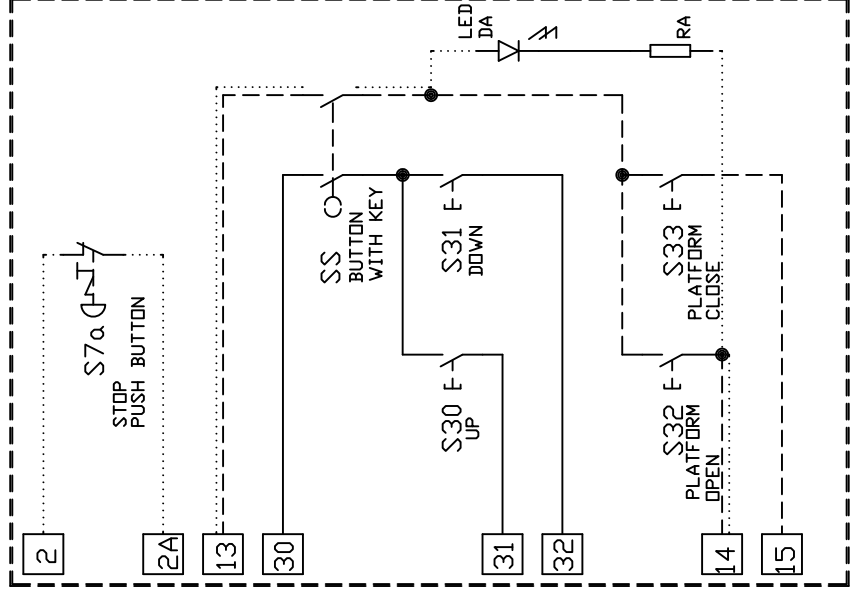 LED
DA
RA
SS
BUTTON
WITH KEY
S31
DOWN
S33
PLATFORM
CLOSE
S7a
STOP
PUSH BUTTON
S30
UP
S32
PLATFORM
OPEN
2
2A
13
30
31
32
14
15